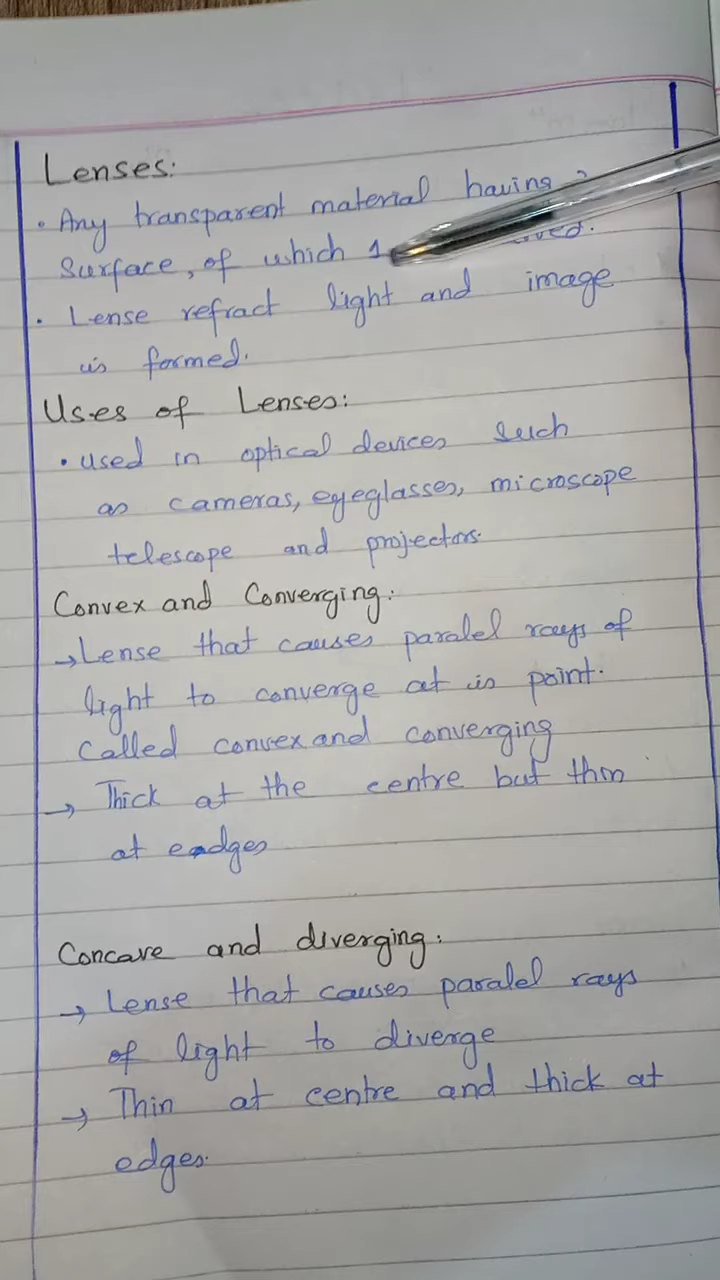 Lenses:
• Any transparent material having
Surface, of which 1
• Lense refract light and image
is formed.
Uses of Lenses:
• used in optical devices such
as cameras, eyeglasses, microscope
telescope and projectors.
Convex and Converging:
→ Lense that causes paralel rays of
light to converge at is point.
Called convex and converging
→ Thick at the centre but thin
at edges
Concave and diverging:
→ Lense that causes paralel rays
of light to diverge
→ Thin at centre and thick at
edges.